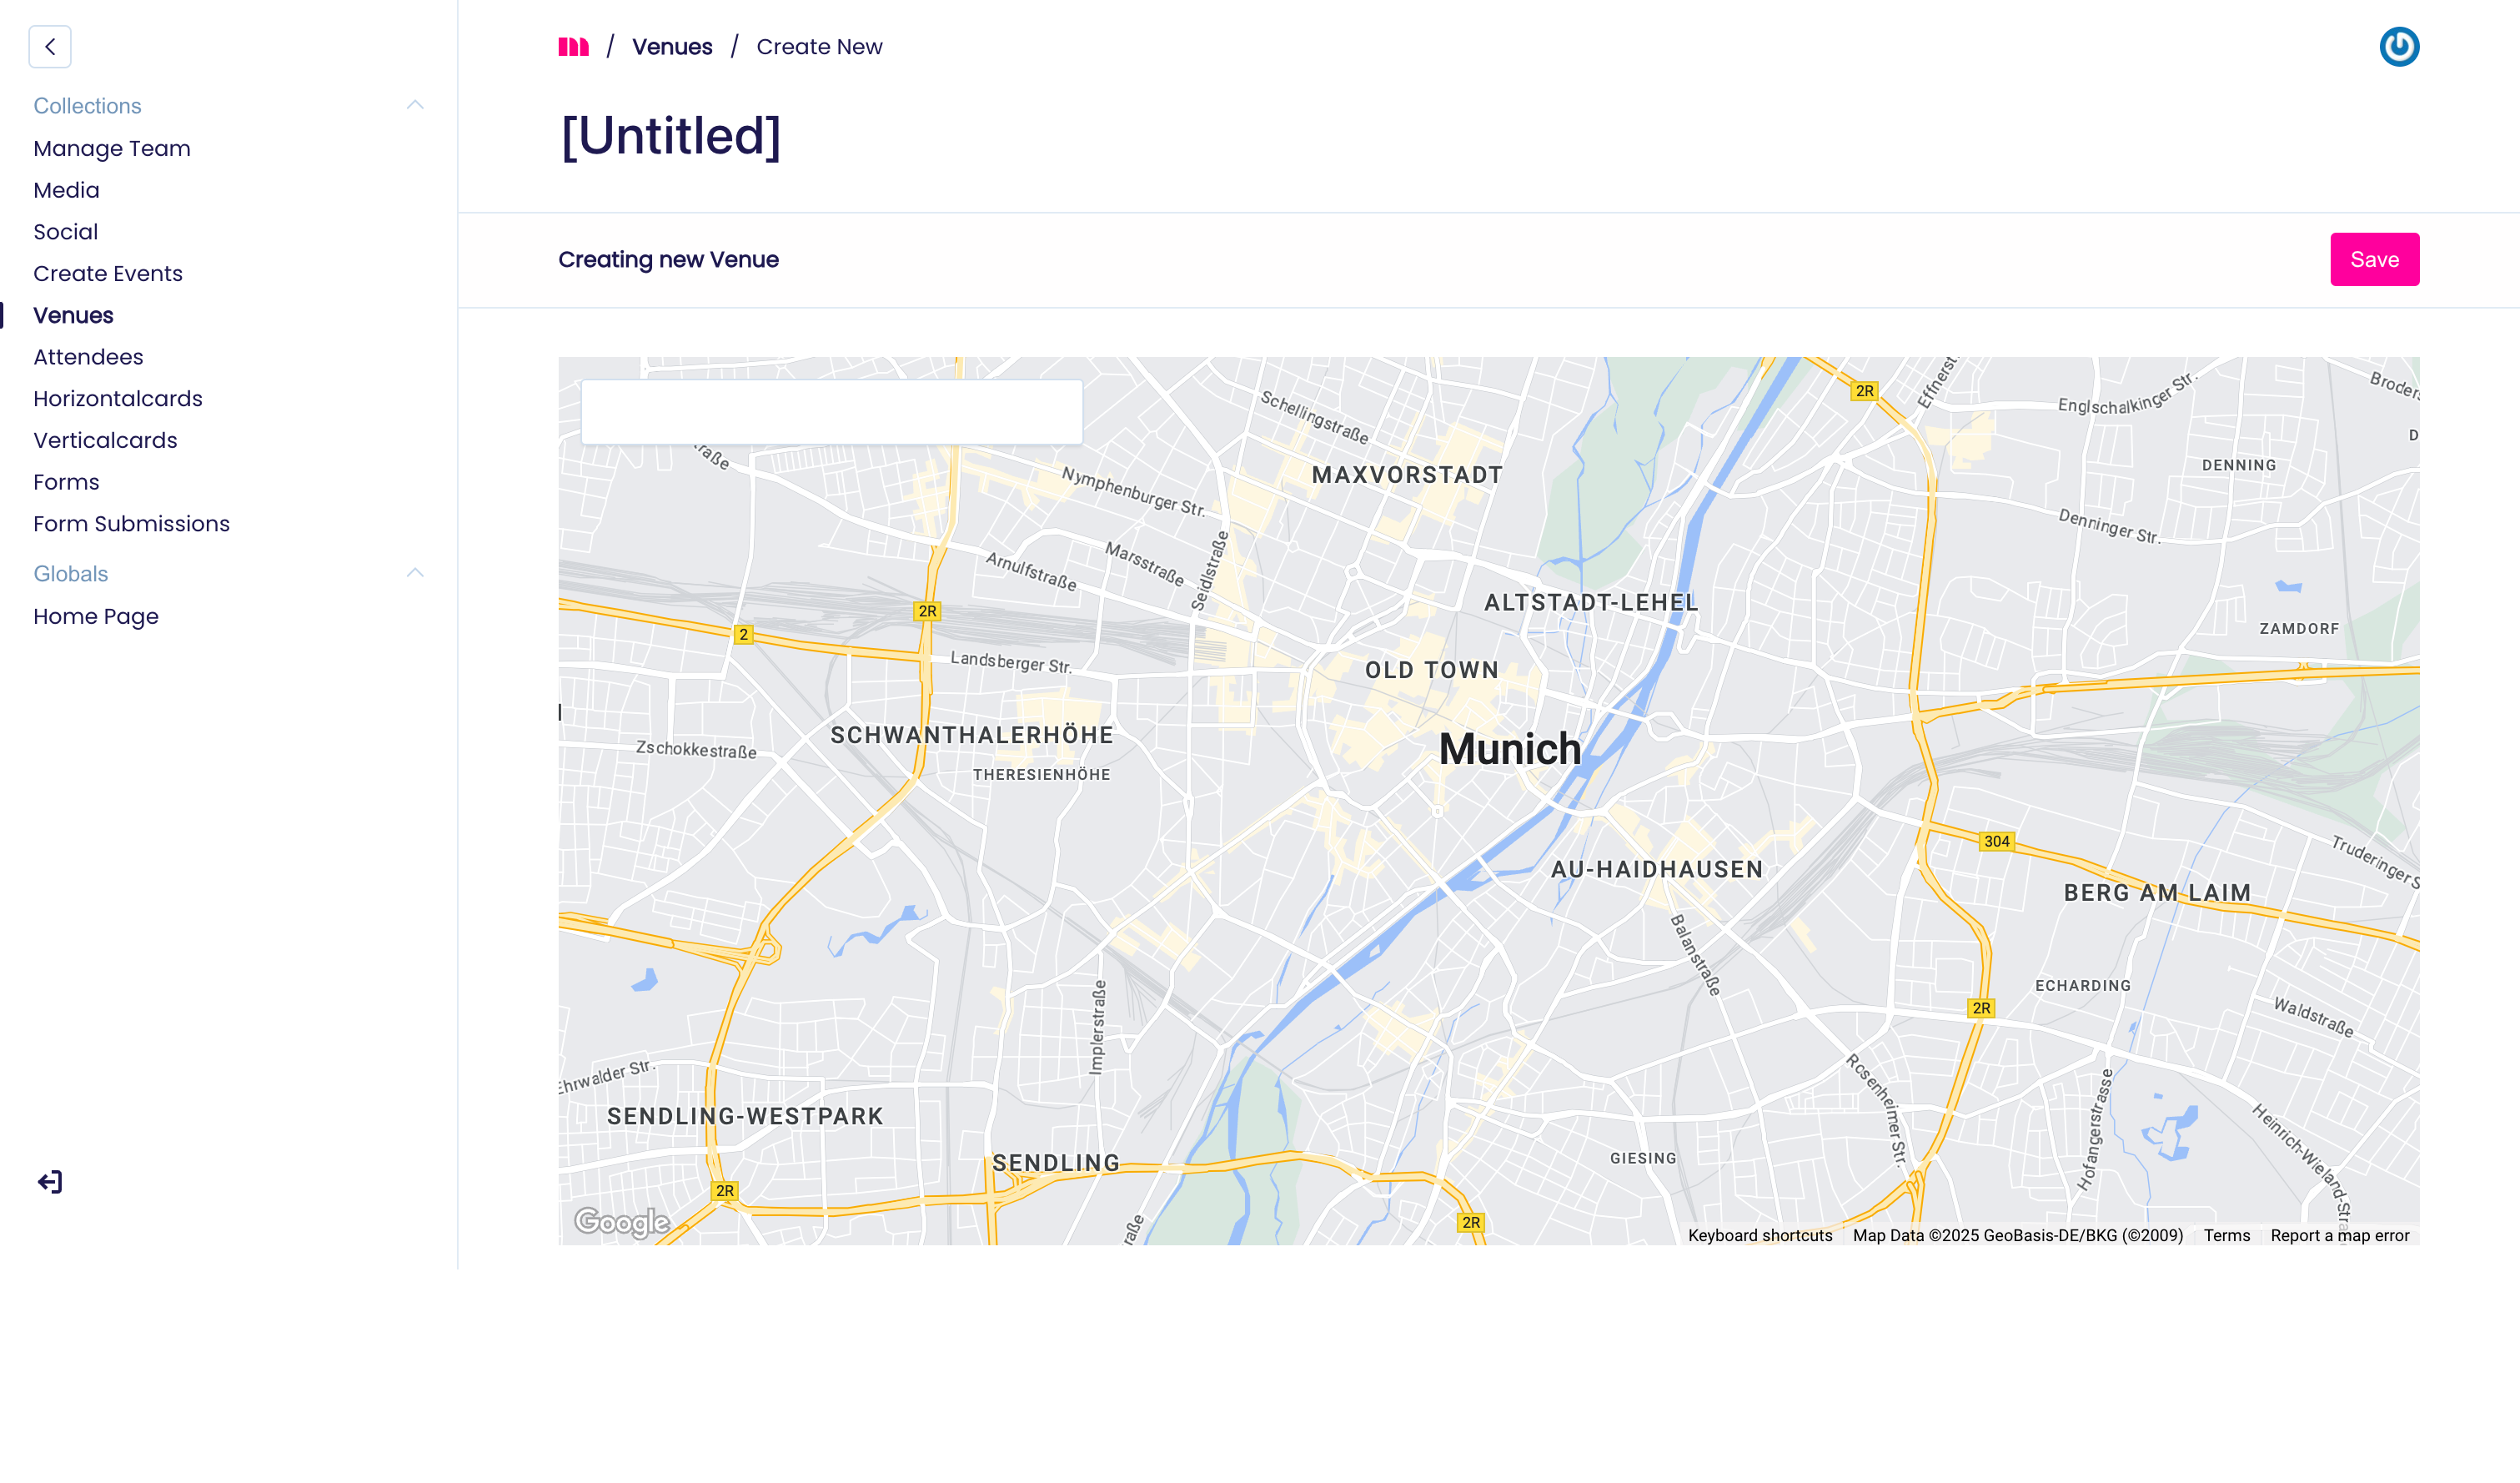 / Venues / Create New
[Untitled]
Creating new Venue
Save
Collections
Manage Team
Media
Social
Create Events
Venues
Attendees
Horizontalcards
Verticalcards
Forms
Form Submissions
Globals
Home Page
2R
Effnerst
Englschalkinger Str.
Broders
Schellingstraße
raße
MAXVORSTADT
D
DENNING
Nymphenburger Str.
Denninger Str.
Marsstraße
Arnulfstraße
Seidlstraße
ALTSTADT-LEHEL
2R
2
ZAMDORF
Landsberger Str.
OLD TOWN
SCHWANTHALERHÖHE
Zschokkestraße
Munich
THERESIENHÖHE
304
Truderinger S
AU-HAIDHAUSEN
BERG AM LAIM
Balanstraße
ECHARDING
2R
Waldstraße
Implerstraße
Ehrwalder Str.
Rosenheimer Str.
Hofangerstrasse
SENDLING-WESTPARK
Heinrich-Wieland-Stra
SENDLING
GIESING
2R
2R
raße
Google
Keyboard shortcuts
Map Data ©2025 GeoBasis-DE/BKG (©2009)
Terms
Report a map error